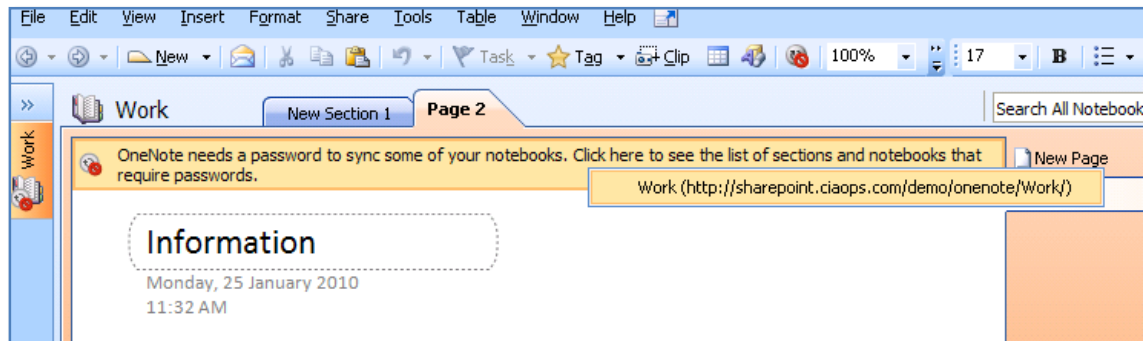 File Edit View Insert Format Share Tools Table Window Help
New Task Tag Clip 100% 17 B
Work New Section 1 Page 2 Search All Notebook
Work
OneNote needs a password to sync some of your notebooks. Click here to see the list of sections and notebooks that
require passwords.
New Page
Work (http://sharepoint.ciaops.com/demo/onenote/Work/)
Information
Monday, 25 January 2010
11:32 AM